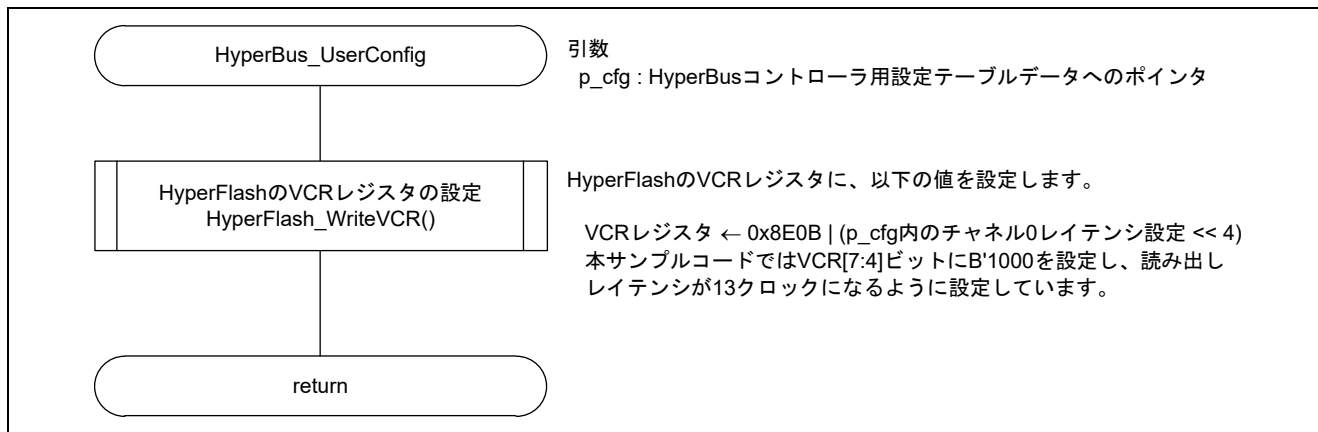 HyperBus_UserConfig
引数
p_cfg : HyperBusコントローラ用設定テーブルデータへのポインタ
HyperFlashのVCRレジスタの設定
HyperFlash_WriteVCR()
HyperFlashのVCRレジスタに、以下の値を設定します。
VCRレジスタ ← 0x8E0B | (p_cfg内のチャネル0レイテンシ設定 << 4)
本サンプルコードではVCR[7:4]ビットにB'1000を設定し、読み出し
レイテンシが13クロックになるように設定しています。
return